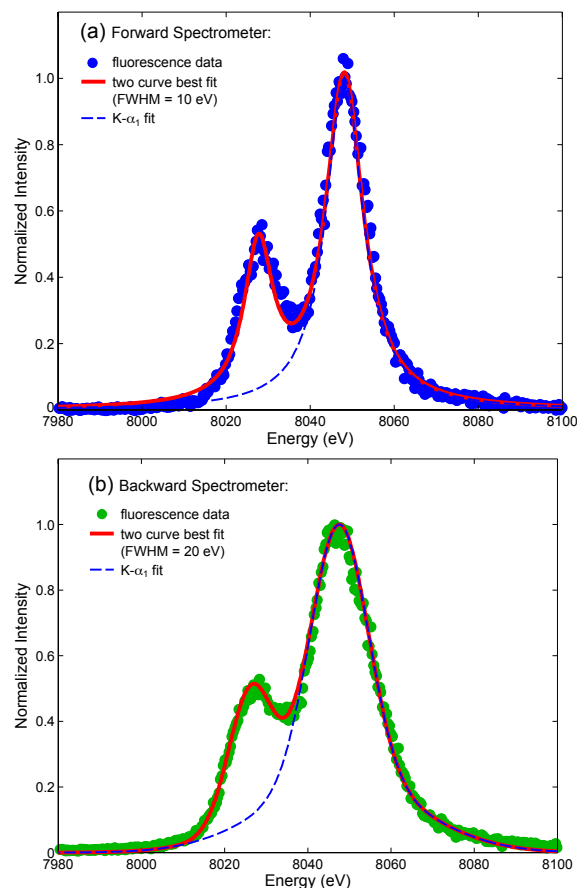 (a) Forward Spectrometer:
fluorescence data
two curve best fit
(FWHM = 10 eV)
K-α₁ fit
Normalized Intensity
1.0
0.8
0.6
0.4
0.2
0
7980 8000 8020 8040 8060 8080 8100
Energy (eV)
(b) Backward Spectrometer:
fluorescence data
two curve best fit
(FWHM = 20 eV)
K-α₁ fit
Normalized Intensity
1.0
0.8
0.6
0.4
0.2
0
7980 8000 8020 8040 8060 8080 8100
Energy (eV)